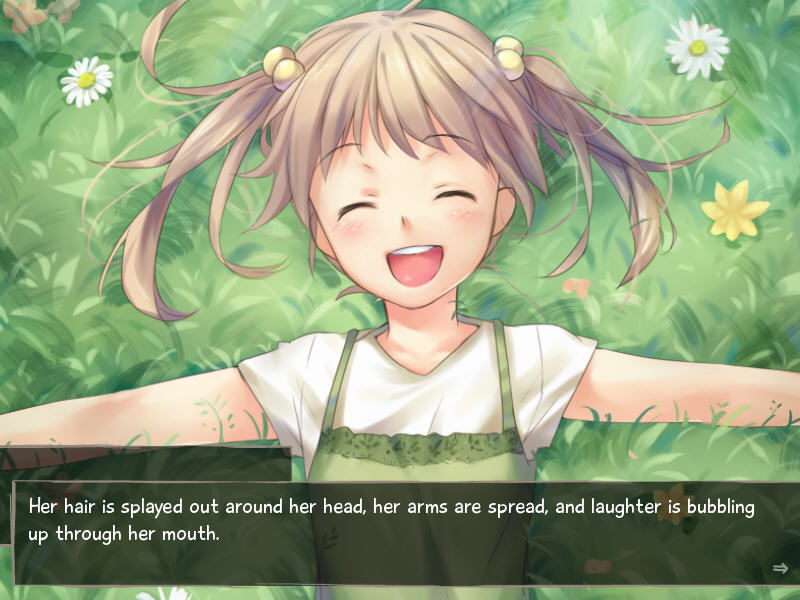 Her hair is splayed out around her head, her arms are spread, and laughter is bubbling
up through her mouth.